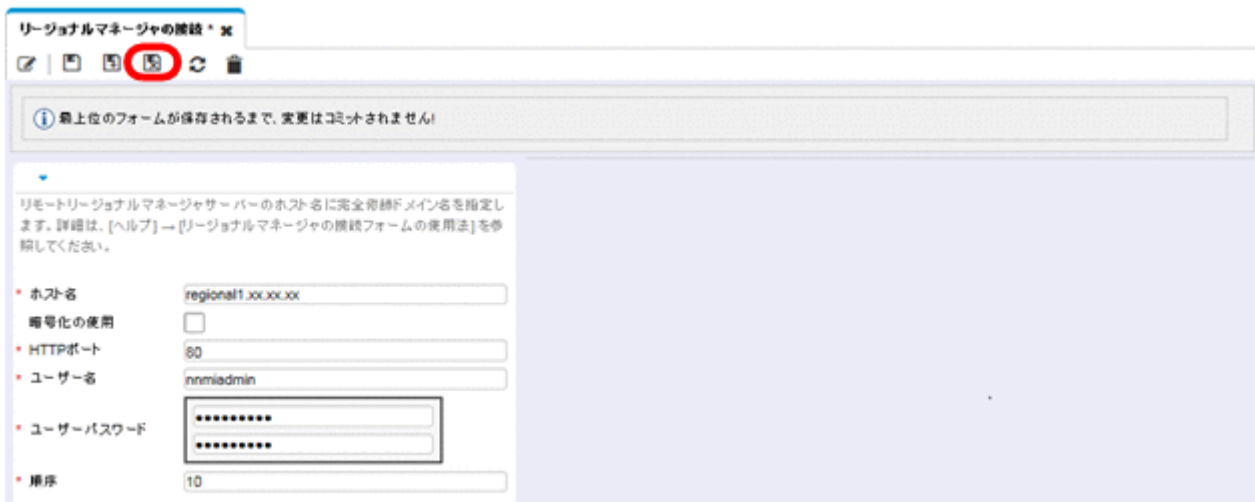 リージョナルマネージャの接続 * ✖
最上位のフォームが保存されるまで、変更はコミットされません!
リモートリージョナルマネージャサーバーのホスト名に完全修飾ドメイン名を指定し
ます。詳細は、[ヘルプ]→[リージョナルマネージャの接続フォームの使用法]を参
照してください。
* ホスト名 regional1.xx.xx.xx
暗号化の使用
* HTTPポート 80
* ユーザー名 nnmiadmin
* ユーザーパスワード •••••••••
•••••••••
* 順序 10